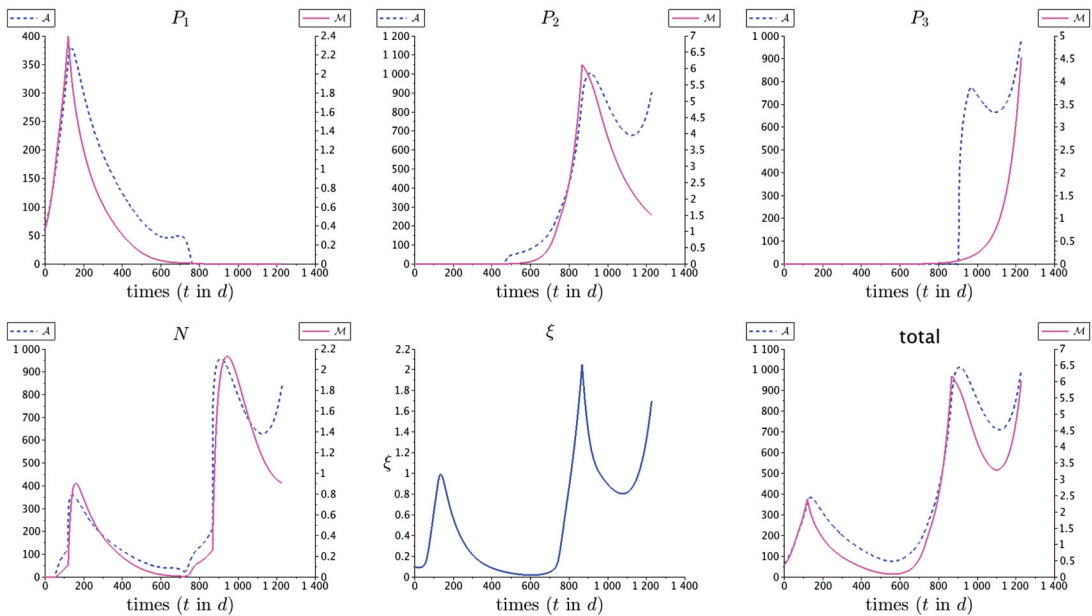 𝒜 P₁ ℳ
400 2.4
350 2.2
300 2
250 1.8
200 1.6
150 1.4
100 1.2
50 1
0 0.8
0.6
0.4
0.2
0
0 200 400 600 800 1 000 1 200 1 400
times (t in d)
𝒜 P₂ ℳ
1 100 7
1 000 6
900 5
800 4
700 3
600 2
500 1.5
400 1
300 0.5
200 0
100
0
0 200 400 600 800 1 000 1 200 1 400
times (t in d)
𝒜 P₃ ℳ
1 000 5
900 4.5
800 4
700 3.5
600 3
500 2.5
400 2
300 1.5
200 1
100 0.5
0 0
0 200 400 600 800 1 000 1 200 1 400
times (t in d)
𝒜 N ℳ
1 000 2.2
900 2
800 1.8
700 1.6
600 1.4
500 1.2
400 1
300 0.8
200 0.6
100 0.4
0 0.2
0
0 200 400 600 800 1 000 1 200 1 400
times (t in d)
ξ
2.2
2
1.8
1.6
1.4
1.2
ξ
1
0.8
0.6
0.4
0.2
0
0 200 400 600 800 1 000 1 200 1 400
times (t in d)
𝒜 total ℳ
1 100 7
1 000 6.5
900 6
800 5.5
700 5
600 4.5
500 4
400 3.5
300 3
200 2.5
100 2
0 1.5
1
0.5
0
0 200 400 600 800 1 000 1 200 1 400
times (t in d)